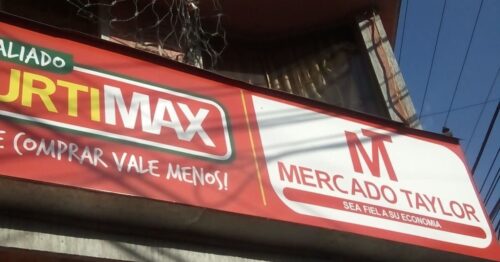 ALIADO
URTIMAX
E COMPRAR VALE MENOS!
MT
MERCADO TAYLOR
SEA FIEL A SU ECONOMIA